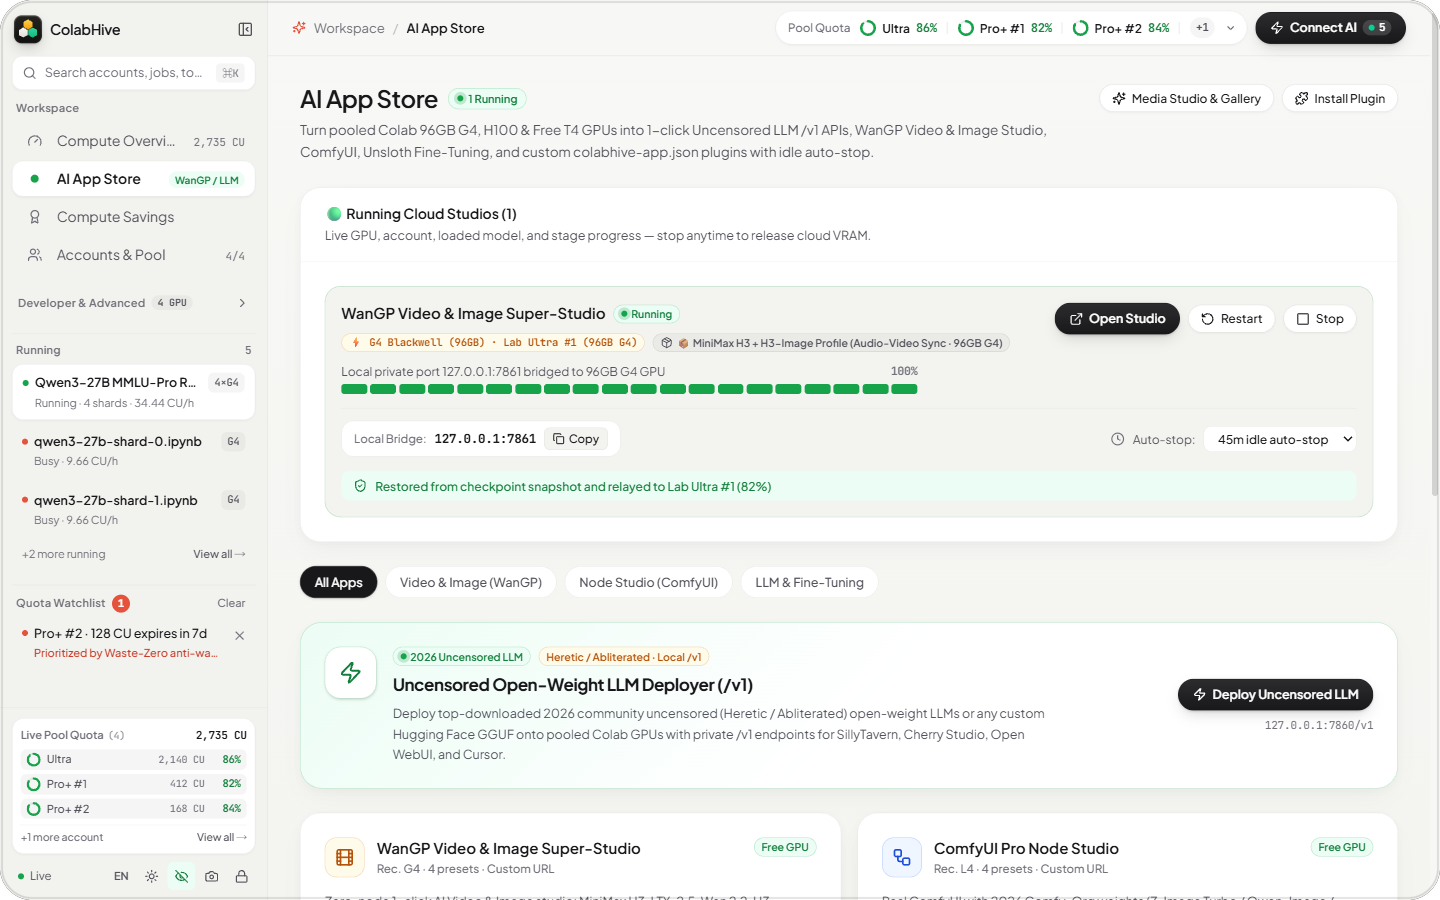 ColabHive
Search accounts, jobs, to... ⌘K
Workspace
Compute Overvi... 2,735 CU
AI App Store WanGP / LLM
Compute Savings
Accounts & Pool 4/4
Developer & Advanced 4 GPU
Running 5
Qwen3-27B MMLU-Pro R... 4×G4
Running · 4 shards · 34.44 CU/h
qwen3-27b-shard-0.ipynb G4
Busy · 9.66 CU/h
qwen3-27b-shard-1.ipynb G4
Busy · 9.66 CU/h
+2 more running View all →
Quota Watchlist 1 Clear
Pro+ #2 · 128 CU expires in 7d
Prioritized by Waste-Zero anti-wa...
Live Pool Quota (4) 2,735 CU
Ultra 2,140 CU 86%
Pro+ #1 412 CU 82%
Pro+ #2 168 CU 84%
+1 more account View all →
Live EN
Workspace / AI App Store
Pool Quota Ultra 86% Pro+ #1 82% Pro+ #2 84% +1
Connect AI 5
AI App Store 1 Running
Media Studio & Gallery Install Plugin
Turn pooled Colab 96GB G4, H100 & Free T4 GPUs into 1-click Uncensored LLM /v1 APIs, WanGP Video & Image Studio,
ComfyUI, Unsloth Fine-Tuning, and custom colabhive-app.json plugins with idle auto-stop.
Running Cloud Studios (1)
Live GPU, account, loaded model, and stage progress — stop anytime to release cloud VRAM.
WanGP Video & Image Super-Studio Running
Open Studio Restart Stop
G4 Blackwell (96GB) · Lab Ultra #1 (96GB G4) MiniMax H3 + H3-Image Profile (Audio-Video Sync · 96GB G4)
Local private port 127.0.0.1:7861 bridged to 96GB G4 GPU 100%
Local Bridge: 127.0.0.1:7861 Copy
Auto-stop: 45m idle auto-stop
Restored from checkpoint snapshot and relayed to Lab Ultra #1 (82%)
All Apps Video & Image (WanGP) Node Studio (ComfyUI) LLM & Fine-Tuning
2026 Uncensored LLM Heretic / Abliterated · Local /v1
Uncensored Open-Weight LLM Deployer (/v1)
Deploy top-downloaded 2026 community uncensored (Heretic / Abliterated) open-weight LLMs or any custom
Hugging Face GGUF onto pooled Colab GPUs with private /v1 endpoints for SillyTavern, Cherry Studio, Open
WebUI, and Cursor.
Deploy Uncensored LLM
127.0.0.1:7860/v1
WanGP Video & Image Super-Studio Free GPU
Rec. G4 · 4 presets · Custom URL
ComfyUI Pro Node Studio Free GPU
Rec. L4 · 4 presets · Custom URL